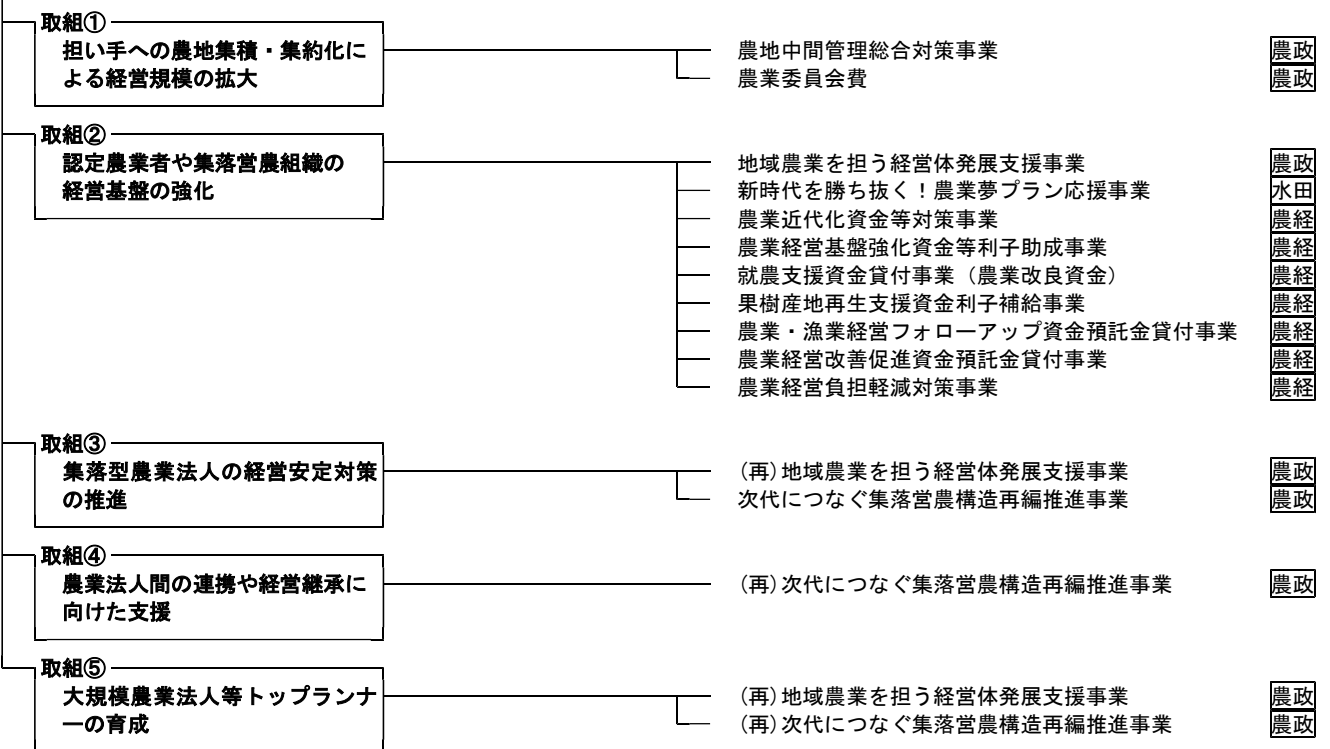 取組①
担い手への農地集積・集約化に 農地中間管理総合対策事業 農政
よる経営規模の拡大 農業委員会費 農政
取組②
認定農業者や集落営農組織の 地域農業を担う経営体発展支援事業 農政
経営基盤の強化 新時代を勝ち抜く!農業夢プラン応援事業 水田
農業近代化資金等対策事業 農経
農業経営基盤強化資金等利子助成事業 農経
就農支援資金貸付事業(農業改良資金) 農経
果樹産地再生支援資金利子補給事業 農経
農業・漁業経営フォローアップ資金預託金貸付事業 農経
農業経営改善促進資金預託金貸付事業 農経
農業経営負担軽減対策事業 農経
取組③
集落型農業法人の経営安定対策 (再)地域農業を担う経営体発展支援事業 農政
の推進 次代につなぐ集落営農構造再編推進事業 農政
取組④
農業法人間の連携や経営継承に (再)次代につなぐ集落営農構造再編推進事業 農政
向けた支援
取組⑤
大規模農業法人等トップランナ (再)地域農業を担う経営体発展支援事業 農政
ーの育成 (再)次代につなぐ集落営農構造再編推進事業 農政